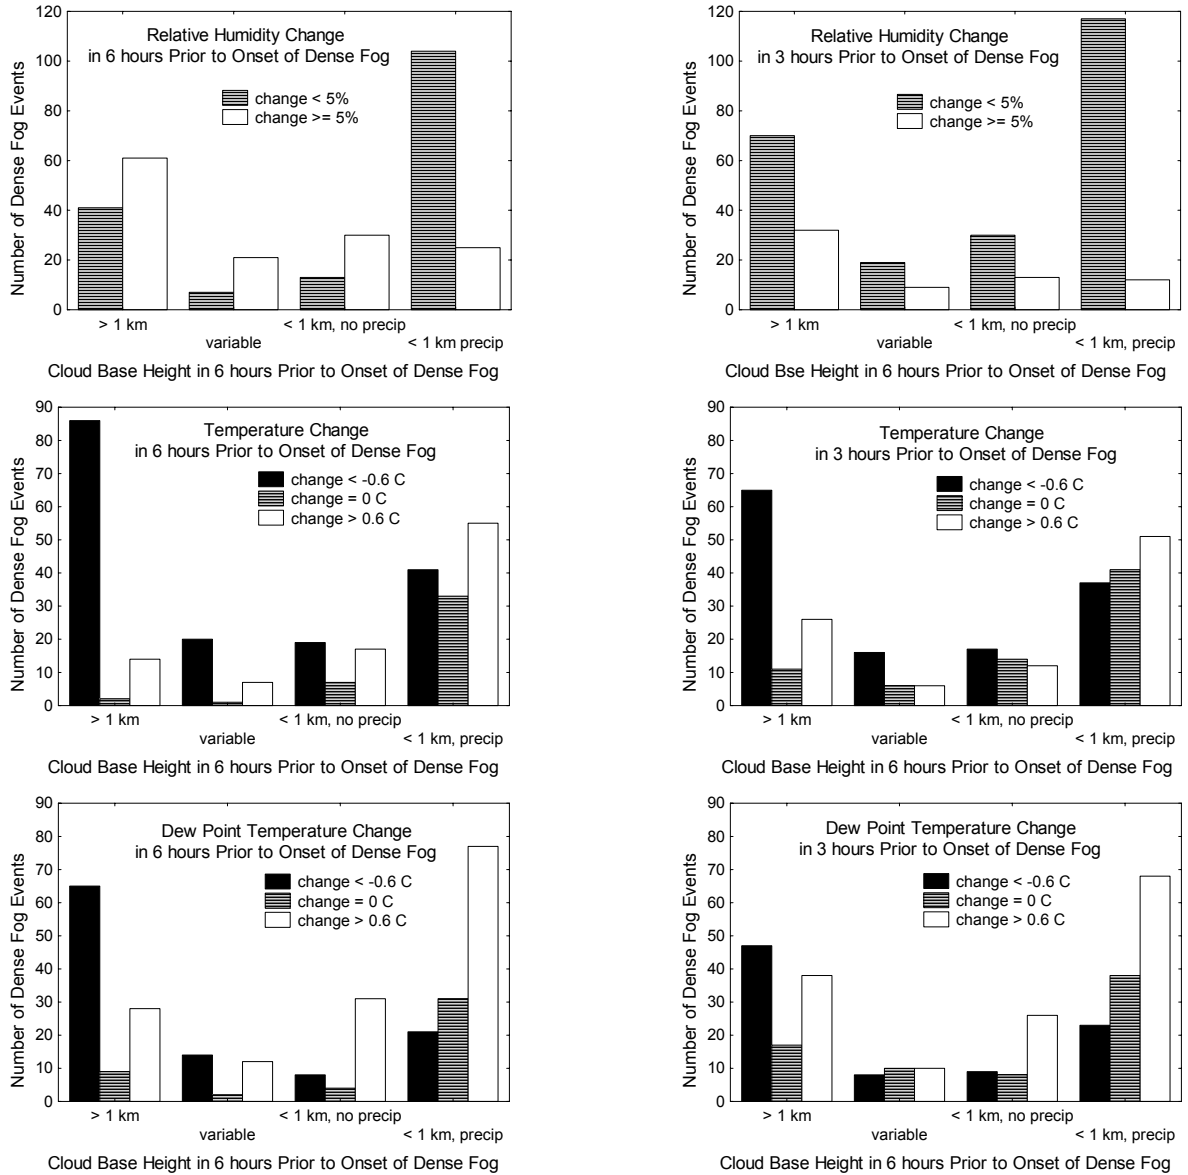 Relative Humidity Change
in 6 hours Prior to Onset of Dense Fog
change < 5%
change >= 5%
Number of Dense Fog Events
120
100
80
60
40
20
0
> 1 km
< 1 km, no precip
variable
< 1 km precip
Cloud Base Height in 6 hours Prior to Onset of Dense Fog
Relative Humidity Change
in 3 hours Prior to Onset of Dense Fog
change < 5%
change >= 5%
Number of Dense Fog Events
120
100
80
60
40
20
0
> 1 km
< 1 km, no precip
variable
< 1 km, precip
Cloud Bse Height in 6 hours Prior to Onset of Dense Fog
Temperature Change
in 6 hours Prior to Onset of Dense Fog
change < -0.6 C
change = 0 C
change > 0.6 C
Number of Dense Fog Events
90
80
70
60
50
40
30
20
10
0
> 1 km
< 1 km, no precip
variable
< 1 km, precip
Cloud Base Height in 6 hours Prior to Onset of Dense Fog
Temperature Change
in 3 hours Prior to Onset of Dense Fog
change < -0.6 C
change = 0 C
change > 0.6 C
Number of Dense Fog Events
90
80
70
60
50
40
30
20
10
0
> 1 km
< 1 km, no precip
variable
< 1 km, precip
Cloud Base Height in 6 hours Prior to Onset of Dense Fog
Dew Point Temperature Change
in 6 hours Prior to Onset of Dense Fog
change < -0.6 C
change = 0 C
change > 0.6 C
Number of Dense Fog Events
90
80
70
60
50
40
30
20
10
0
> 1 km
< 1 km, no precip
variable
< 1 km, precip
Cloud Base Height in 6 hours Prior to Onset of Dense Fog
Dew Point Temperature Change
in 3 hours Prior to Onset of Dense Fog
change < -0.6 C
change = 0 C
change > 0.6 C
Number of Dense Fog Events
90
80
70
60
50
40
30
20
10
0
> 1 km
< 1 km, no precip
variable
< 1 km, precip
Cloud Base Height in 6 hours Prior to Onset of Dense Fog